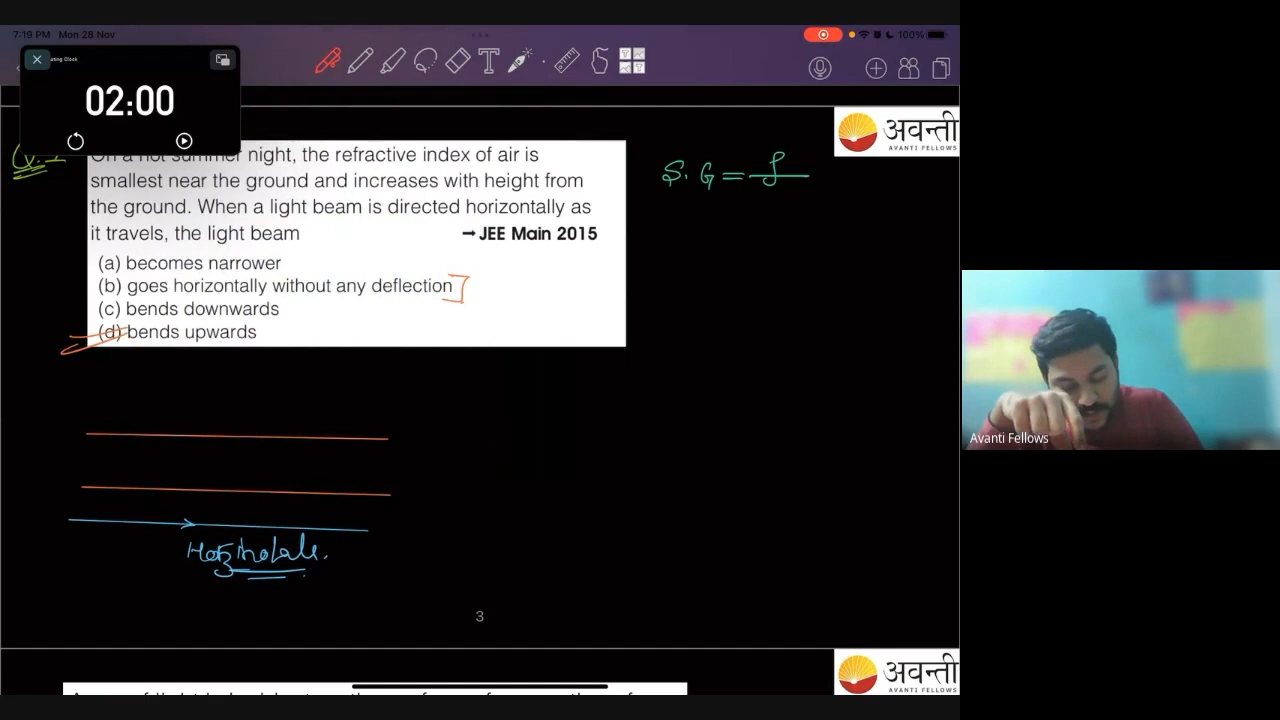 7:19 PM Mon 28 Nov
100%
ating Clock
02:00
अवन्ती
AVANTI FELLOWS
On a hot summer night, the refractive index of air is
smallest near the ground and increases with height from
the ground. When a light beam is directed horizontally as
it travels, the light beam → JEE Main 2015
(a) becomes narrower
(b) goes horizontally without any deflection
(c) bends downwards
(d) bends upwards
S. G =
Avanti Fellows
3
अवन्ती
AVANTI FELLOWS